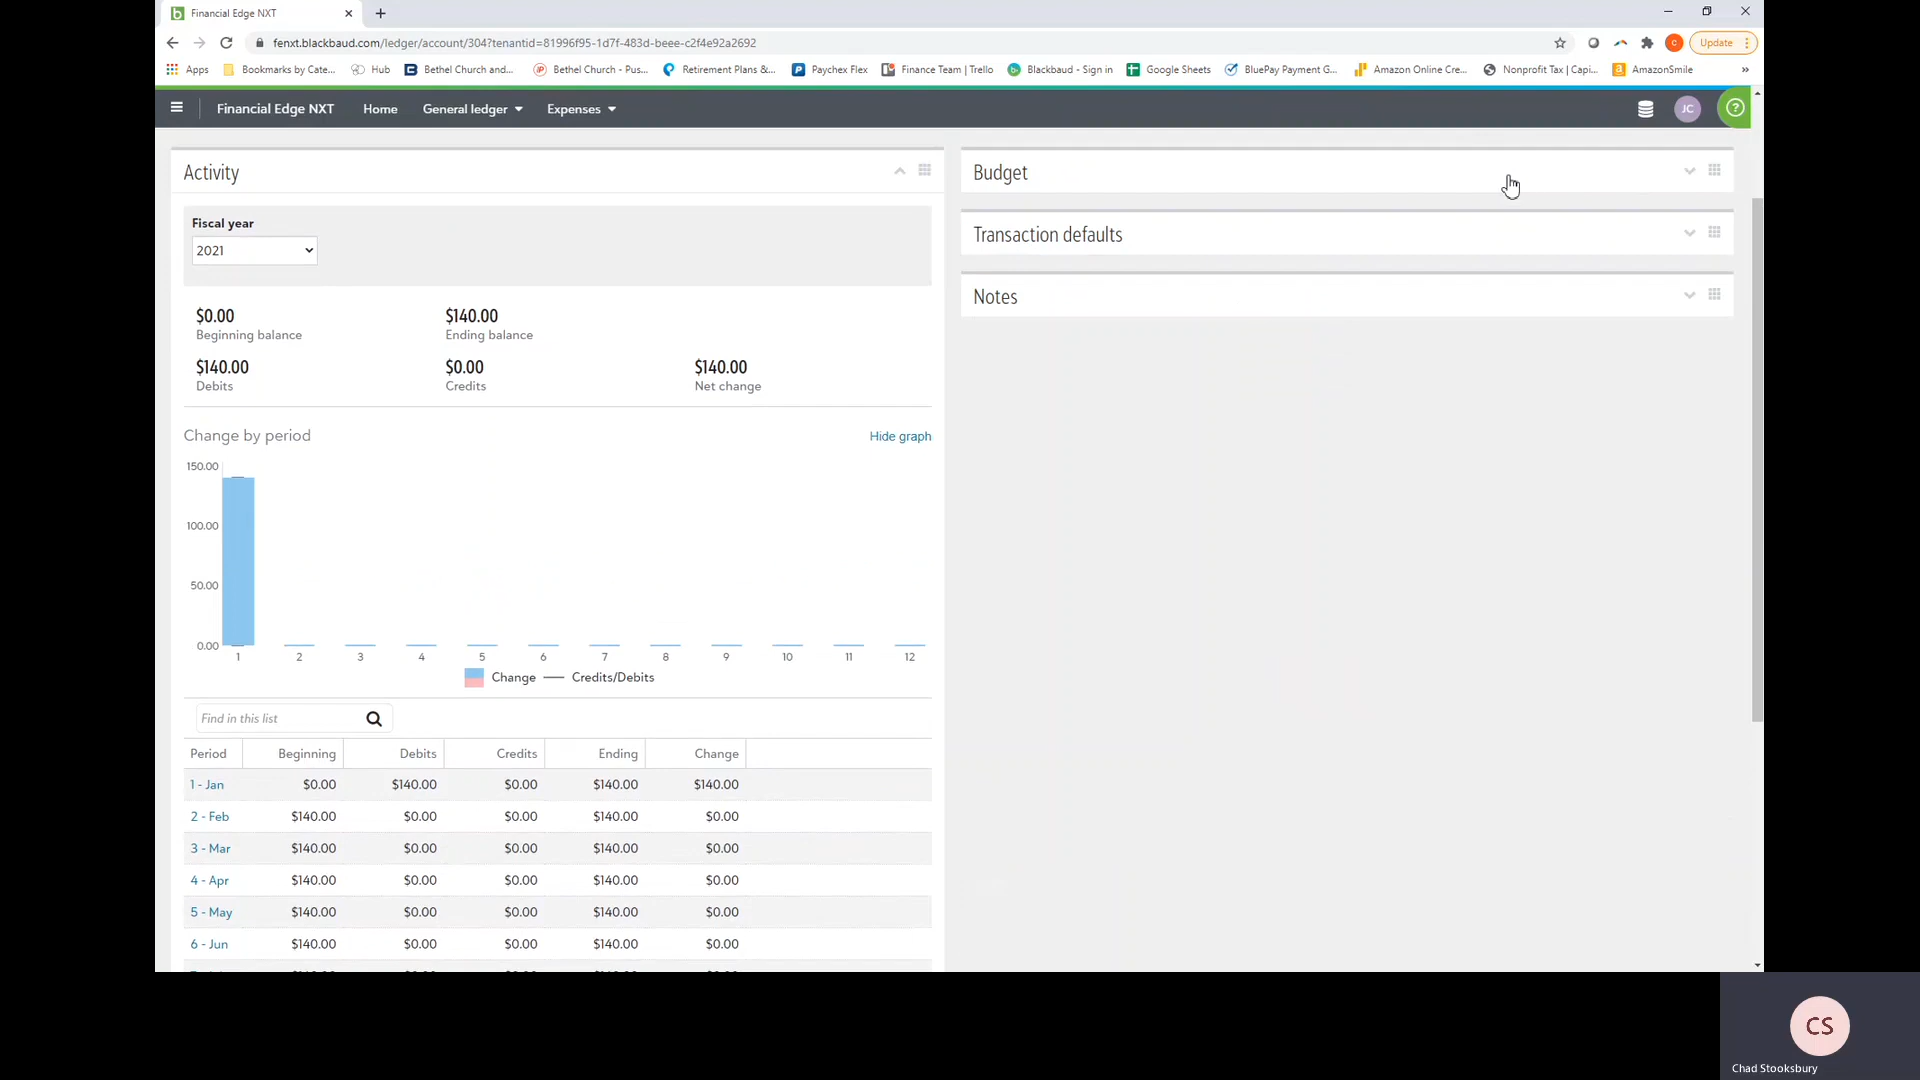 Financial Edge NXT
fenxt.blackbaud.com/ledger/account/304?tenantid=81996f95-1d7f-483d-beee-c2f4e92a2692
C
Update
Apps Bookmarks by Cate... Hub Bethel Church and... Bethel Church - Pus... Retirement Plans &... Paychex Flex Finance Team | Trello Blackbaud - Sign in Google Sheets BluePay Payment G... Amazon Online Cre... Nonprofit Tax | Capi... AmazonSmile »
Financial Edge NXT Home General ledger Expenses JC ?
Activity
Fiscal year
2021
$0.00 $140.00
Beginning balance Ending balance
$140.00 $0.00 $140.00
Debits Credits Net change
Change by period Hide graph
150.00
100.00
50.00
0.00
1 2 3 4 5 6 7 8 9 10 11 12
Change Credits/Debits
Find in this list
Period Beginning Debits Credits Ending Change
1 - Jan $0.00 $140.00 $0.00 $140.00 $140.00
2 - Feb $140.00 $0.00 $0.00 $140.00 $0.00
3 - Mar $140.00 $0.00 $0.00 $140.00 $0.00
4 - Apr $140.00 $0.00 $0.00 $140.00 $0.00
5 - May $140.00 $0.00 $0.00 $140.00 $0.00
6 - Jun $140.00 $0.00 $0.00 $140.00 $0.00
Budget
Transaction defaults
Notes
CS
Chad Stooksbury